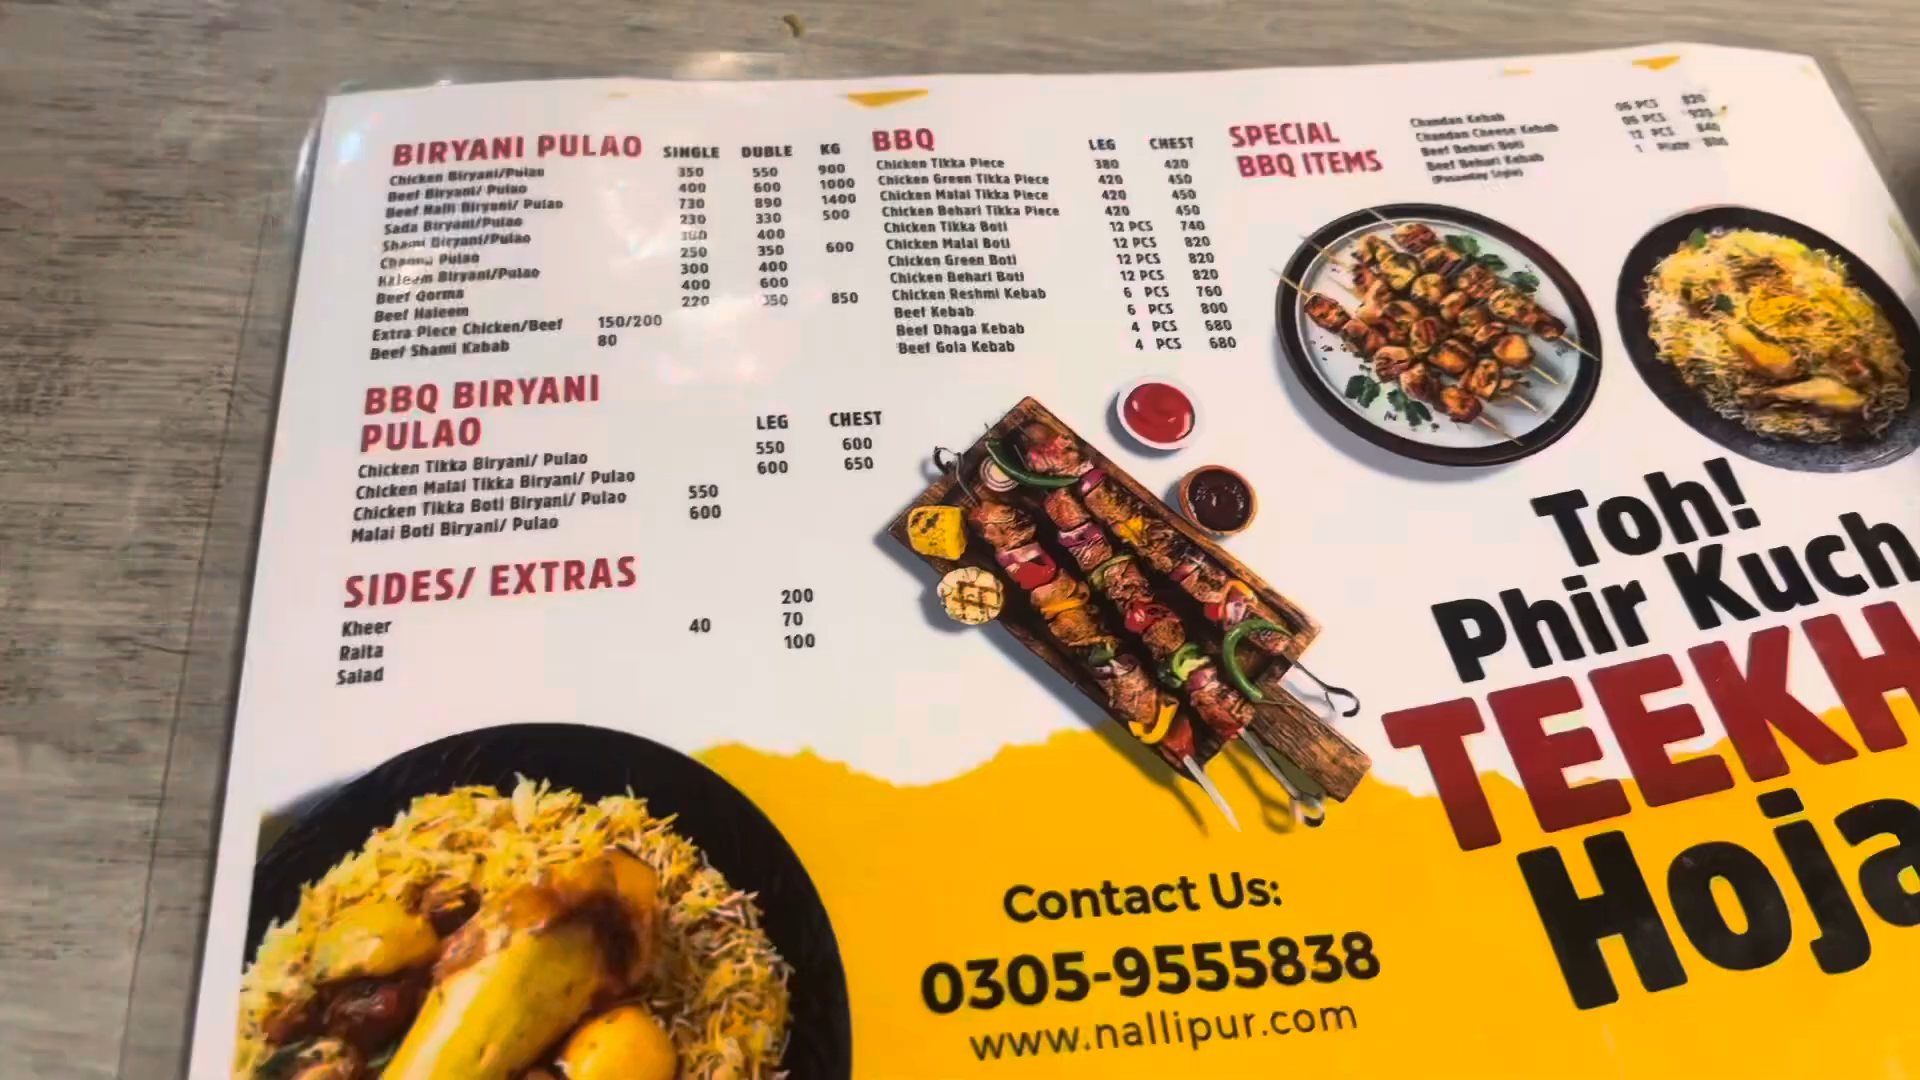 BIRYANI PULAO SINGLE DUBLE KG
Chicken Biryani/Pulao 350 550 900
Beef Biryani/ Pulao 400 600 1000
Beef Nalli Biryani/ Pulao 730 890 1400
Sada Biryani/Pulao 230 330 500
Shami Biryani/Pulao 400
Channa Pulao 250 350 600
Haleem Biryani/Pulao 300 400
Beef Qorma 400 600
Beef Haleem 220 350 850
Extra Piece Chicken/Beef 150/200
Beef Shami Kabab 80
BBQ BIRYANI
PULAO LEG CHEST
Chicken Tikka Biryani/ Pulao 550 600
Chicken Malai Tikka Biryani/ Pulao 600 650
Chicken Tikka Boti Biryani/ Pulao 550
Malai Boti Biryani/ Pulao 600
SIDES/ EXTRAS
Kheer 200
Raita 40 70
Salad 100
BBQ LEG CHEST
Chicken Tikka Piece 380 420
Chicken Green Tikka Piece 420 450
Chicken Malai Tikka Piece 420 450
Chicken Behari Tikka Piece 420 450
Chicken Tikka Boti 12 PCS 740
Chicken Malai Boti 12 PCS 820
Chicken Green Boti 12 PCS 820
Chicken Behari Boti 12 PCS 820
Chicken Reshmi Kebab 6 PCS 760
Beef Kebab 6 PCS 800
Beef Dhaga Kebab 4 PCS 680
Beef Gola Kebab 4 PCS 680
SPECIAL
BBQ ITEMS
Chandan Kebab 06 PCS 820
Chandan Cheese Kebab 06 PCS 920
Beef Behari Boti 12 PCS 840
Beef Behari Kebab 1 Plate 800
Toh!
Phir Kuch
TEEKH
Hoja
Contact Us:
0305-9555838
www.nallipur.com